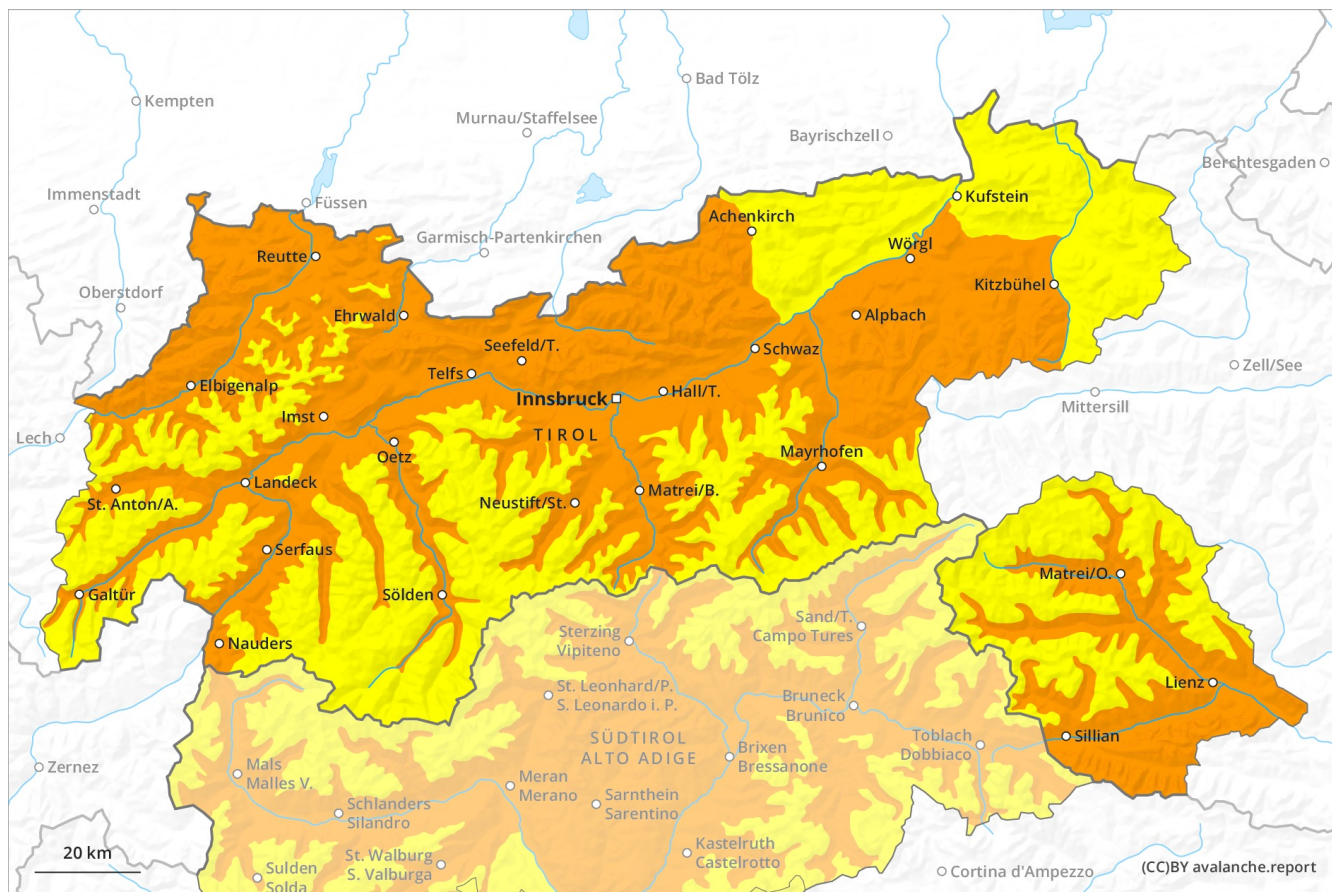 Bad Tölz
Kempten
Murnau/Staffelsee
Bayrischzell
Berchtesgaden
Immenstadt
Füssen
Kufstein
Achenkirch
Garmisch-Partenkirchen
Wörgl
Reutte
Kitzbühel
Oberstdorf
Ehrwald
Alpbach
Seefeld/T.
Schwaz
Zell/See
Telfs
Elbigenalp
Hall/T.
Innsbruck
Mittersill
Imst
TIROL
Lech
Oetz
Mayrhofen
Landeck
Matrei/B.
St. Anton/A.
Neustift/St.
Serfaus
Matrei/O.
Galtür
Sölden
Sand/T.
Campo Tures
Sterzing
Vipiteno
Nauders
Lienz
St. Leonhard/P.
S. Leonardo i. P.
Bruneck
Brunico
Sillian
SÜDTIROL
ALTO ADIGE
Toblach
Dobbiaco
Brixen
Bressanone
Zernez
Mals
Malles V.
Meran
Merano
Sarnthein
Sarentino
Schlanders
Silandro
Kastelruth
Castelrotto
20 km
St. Walburg
S. Valburga
Sulden
Solda
Cortina d'Ampezzo
(CC)BY avalanche.report